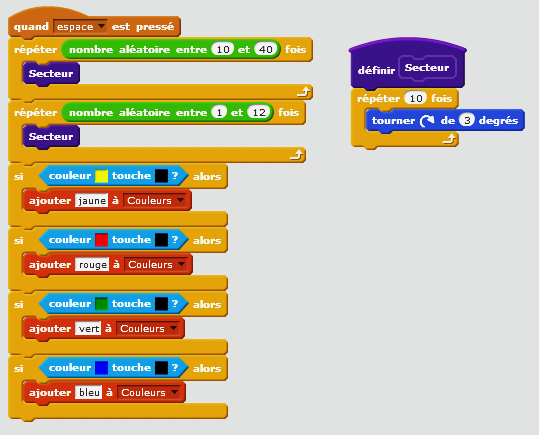 quand espace est pressé
répéter nombre aléatoire entre 10 et 40 fois
Secteur
répéter nombre aléatoire entre 1 et 12 fois
Secteur
si couleur touche ? alors
ajouter jaune à Couleurs
si couleur touche ? alors
ajouter rouge à Couleurs
si couleur touche ? alors
ajouter vert à Couleurs
si couleur touche ? alors
ajouter bleu à Couleurs
définir Secteur
répéter 10 fois
tourner de 3 degrés